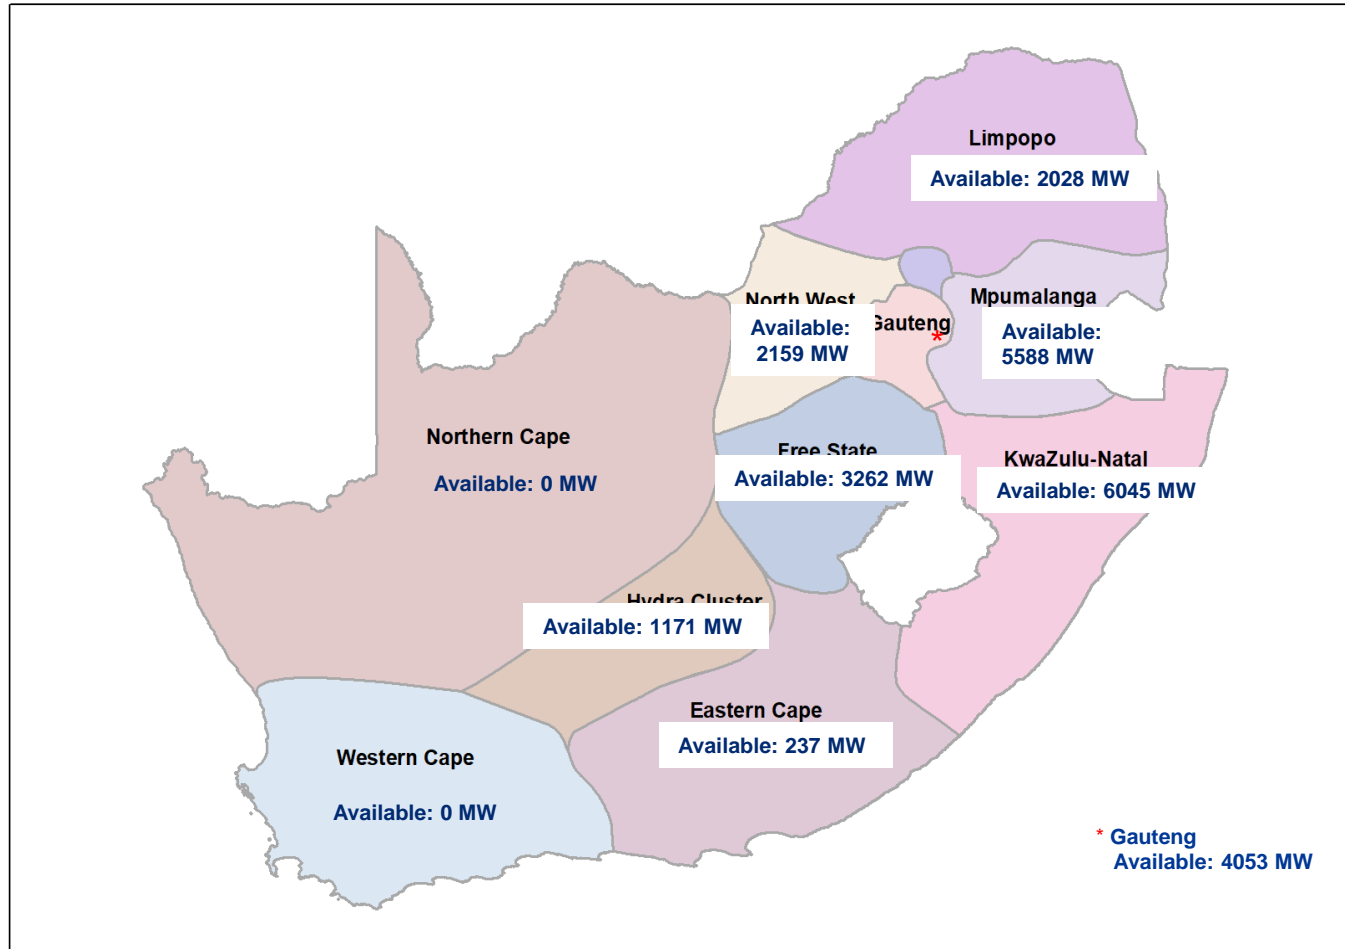 Limpopo
Available: 2028 MW
North West
Available:
2159 MW
Gauteng
*
Mpumalanga
Available:
5588 MW
Northern Cape
Available: 0 MW
Free State
Available: 3262 MW
KwaZulu-Natal
Available: 6045 MW
Hydra Cluster
Available: 1171 MW
Eastern Cape
Available: 237 MW
Western Cape
Available: 0 MW
* Gauteng
Available: 4053 MW